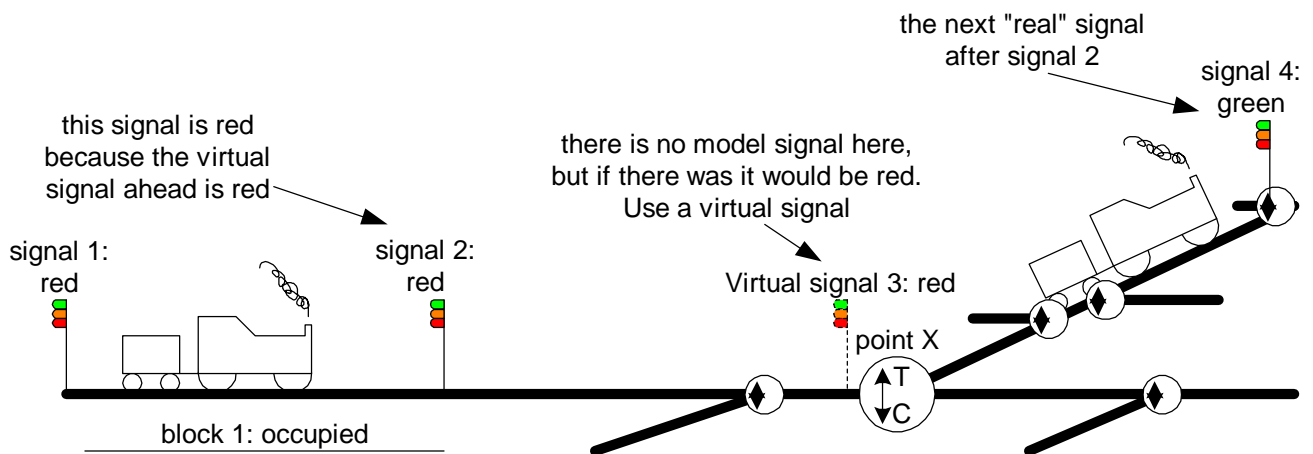 the next "real" signal
after signal 2
signal 4:
green
this signal is red
because the virtual
signal ahead is red
there is no model signal here,
but if there was it would be red.
Use a virtual signal
signal 1:
red
signal 2:
red
Virtual signal 3: red
point X
T
C
block 1: occupied